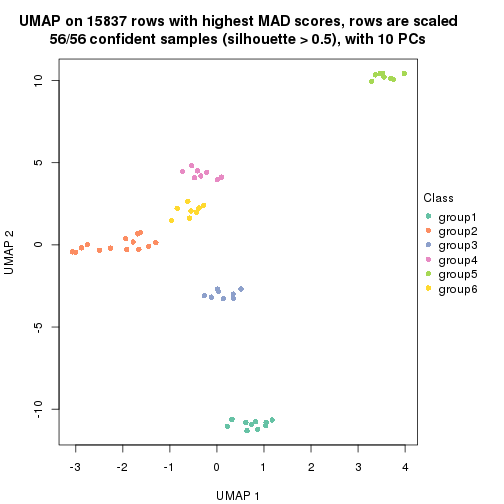 UMAP on 15837 rows with highest MAD scores, rows are scaled
56/56 confident samples (silhouette > 0.5), with 10 PCs
10
5
0
-5
-10
UMAP 2
-3
-2
-1
0
1
2
3
4
UMAP 1
Class
group1
group2
group3
group4
group5
group6